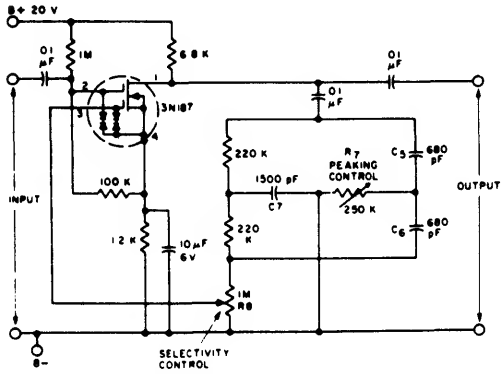 B+ 20 V
01
µF
1M
6.8K
1
2
3
4
3N187
01
µF
01
µF
220 K
1500 pF
C7
R7
PEAKING
CONTROL
250 K
C5
680
pF
C6
680
pF
INPUT
OUTPUT
100 K
1.2 K
10 µF
6V
220
K
1M
R8
SELECTIVITY
CONTROL
B-